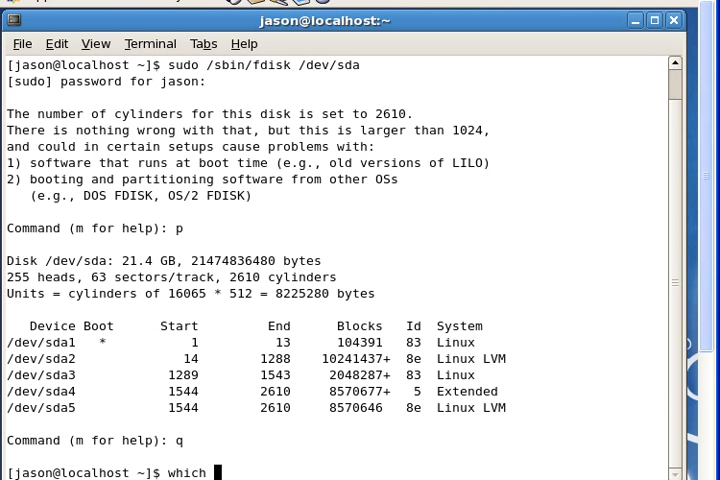 jason@localhost:~
File Edit View Terminal Tabs Help
[jason@localhost ~]$ sudo /sbin/fdisk /dev/sda
[sudo] password for jason:
The number of cylinders for this disk is set to 2610.
There is nothing wrong with that, but this is larger than 1024,
and could in certain setups cause problems with:
1) software that runs at boot time (e.g., old versions of LILO)
2) booting and partitioning software from other OSs
(e.g., DOS FDISK, OS/2 FDISK)
Command (m for help): p
Disk /dev/sda: 21.4 GB, 21474836480 bytes
255 heads, 63 sectors/track, 2610 cylinders
Units = cylinders of 16065 * 512 = 8225280 bytes
Device Boot Start End Blocks Id System
/dev/sda1 * 1 13 104391 83 Linux
/dev/sda2 14 1288 10241437+ 8e Linux LVM
/dev/sda3 1289 1543 2048287+ 83 Linux
/dev/sda4 1544 2610 8570677+ 5 Extended
/dev/sda5 1544 2610 8570646 8e Linux LVM
Command (m for help): q
[jason@localhost ~]$ which